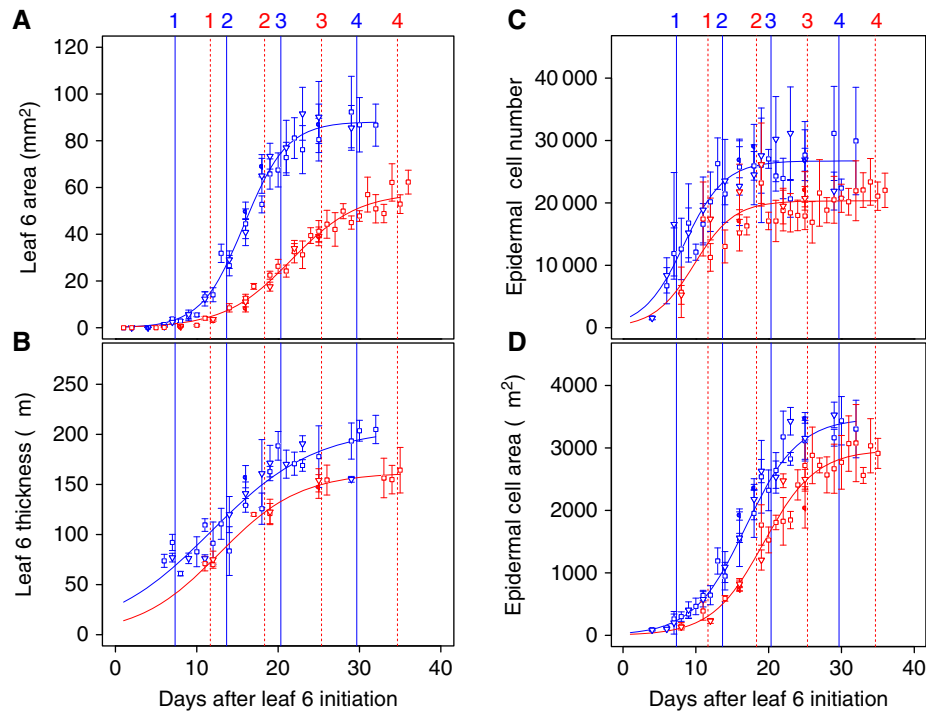 A
1 1 2 2 3 3 4 4
120
100
80
60
40
20
0
Leaf 6 area (mm2)
B
250
200
150
100
50
0
Leaf 6 thickness ( m)
0 10 20 30 40
Days after leaf 6 initiation
C
1 1 2 2 3 3 4 4
40 000
30 000
20 000
10 000
0
Epidermal cell number
D
4000
3000
2000
1000
0
Epidermal cell area ( m2)
0 10 20 30 40
Days after leaf 6 initiation